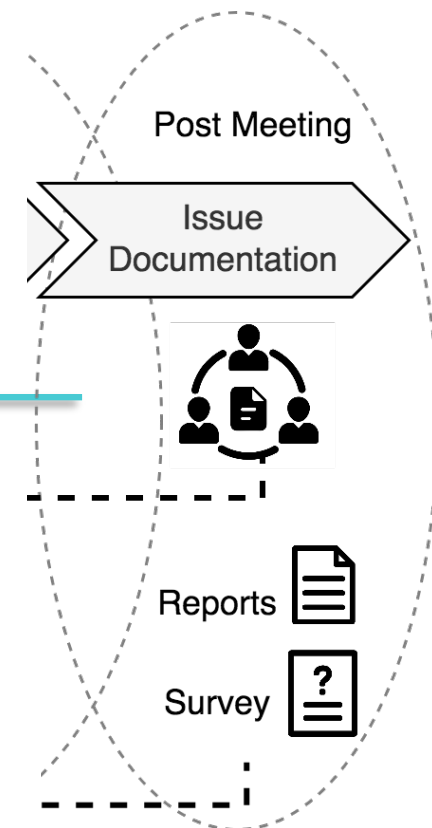 Post Meeting
Issue
Documentation
Reports
Survey
?